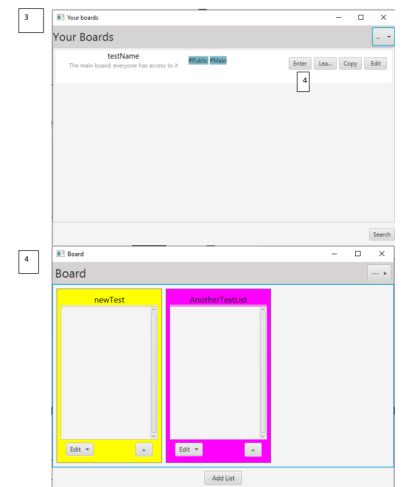 3
Your boards
Your Boards
...
testName
The main board; everyone has access to it
#Public #Main
Enter Lea... Copy Edit
4
Search
4
Board
Board
...
newTest AnotherTestList
Edit Edit
Add List